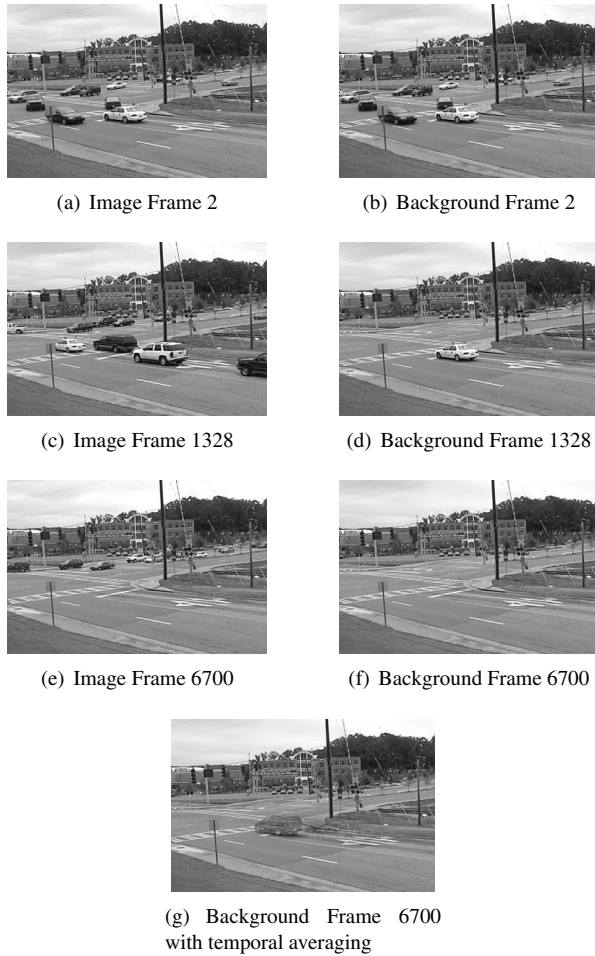 (a) Image Frame 2
(b) Background Frame 2
(c) Image Frame 1328
(d) Background Frame 1328
(e) Image Frame 6700
(f) Background Frame 6700
(g) Background Frame 6700
with temporal averaging